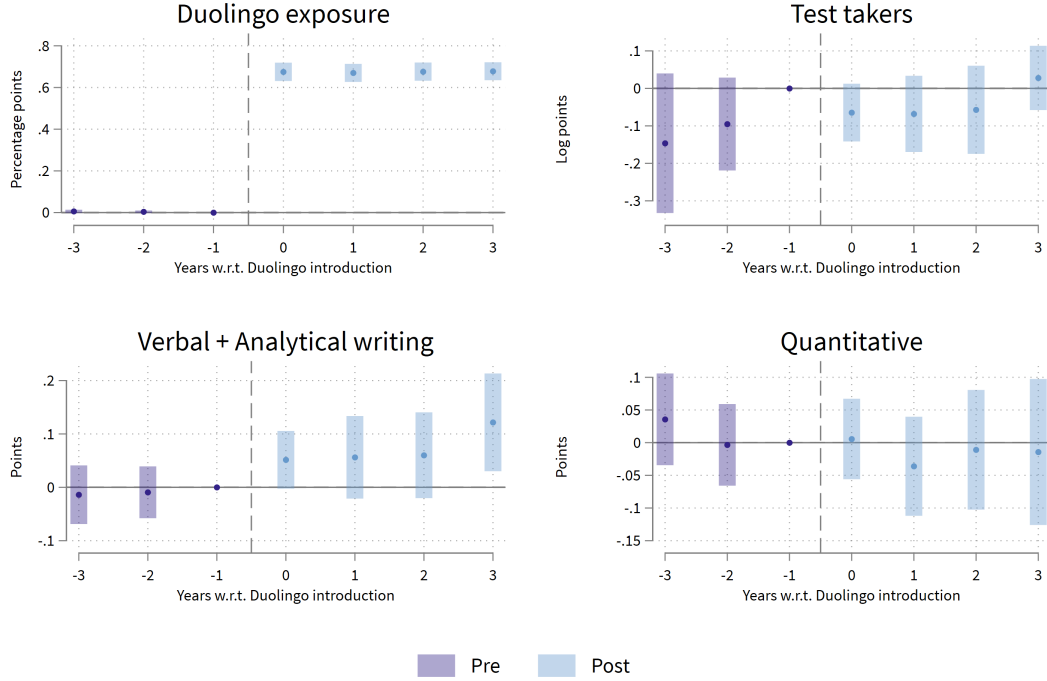 Duolingo exposure
Percentage points
.8
.6
.4
.2
0
-3 -2 -1 0 1 2 3
Years w.r.t. Duolingo introduction
Test takers
Log points
.1
0
-.1
-.2
-.3
-3 -2 -1 0 1 2 3
Years w.r.t. Duolingo introduction
Verbal + Analytical writing
Points
.2
.1
0
-.1
-3 -2 -1 0 1 2 3
Years w.r.t. Duolingo introduction
Quantitative
Points
.1
.05
0
-.05
-.1
-.15
-3 -2 -1 0 1 2 3
Years w.r.t. Duolingo introduction
Pre Post